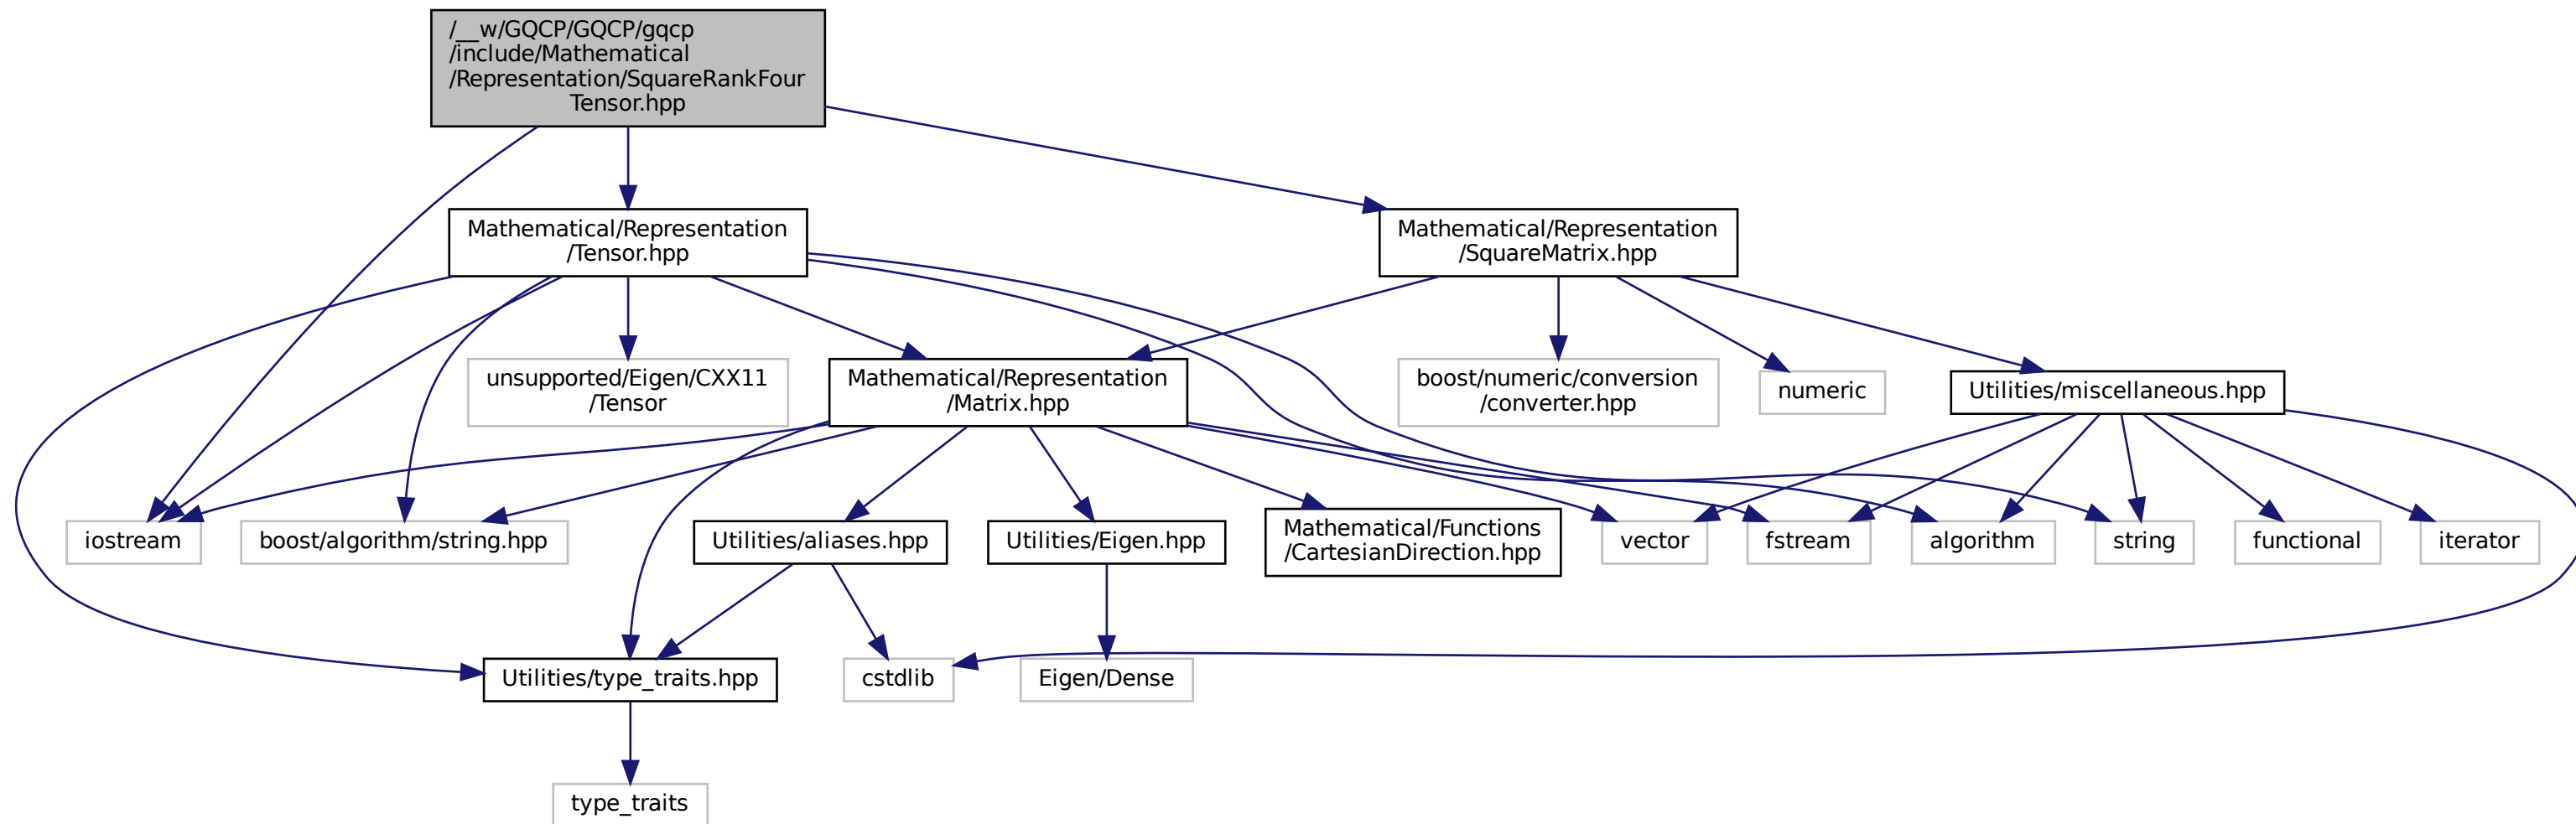 /__w/GQCP/GQCP/gqcp
/include/Mathematical
/Representation/SquareRankFour
Tensor.hpp
Mathematical/Representation
/Tensor.hpp
Mathematical/Representation
/SquareMatrix.hpp
unsupported/Eigen/CXX11
/Tensor
Mathematical/Representation
/Matrix.hpp
boost/numeric/conversion
/converter.hpp
numeric
Utilities/miscellaneous.hpp
iostream
boost/algorithm/string.hpp
Utilities/aliases.hpp
Utilities/Eigen.hpp
Mathematical/Functions
/CartesianDirection.hpp
vector
fstream
algorithm
string
functional
iterator
Utilities/type_traits.hpp
cstdlib
Eigen/Dense
type_traits